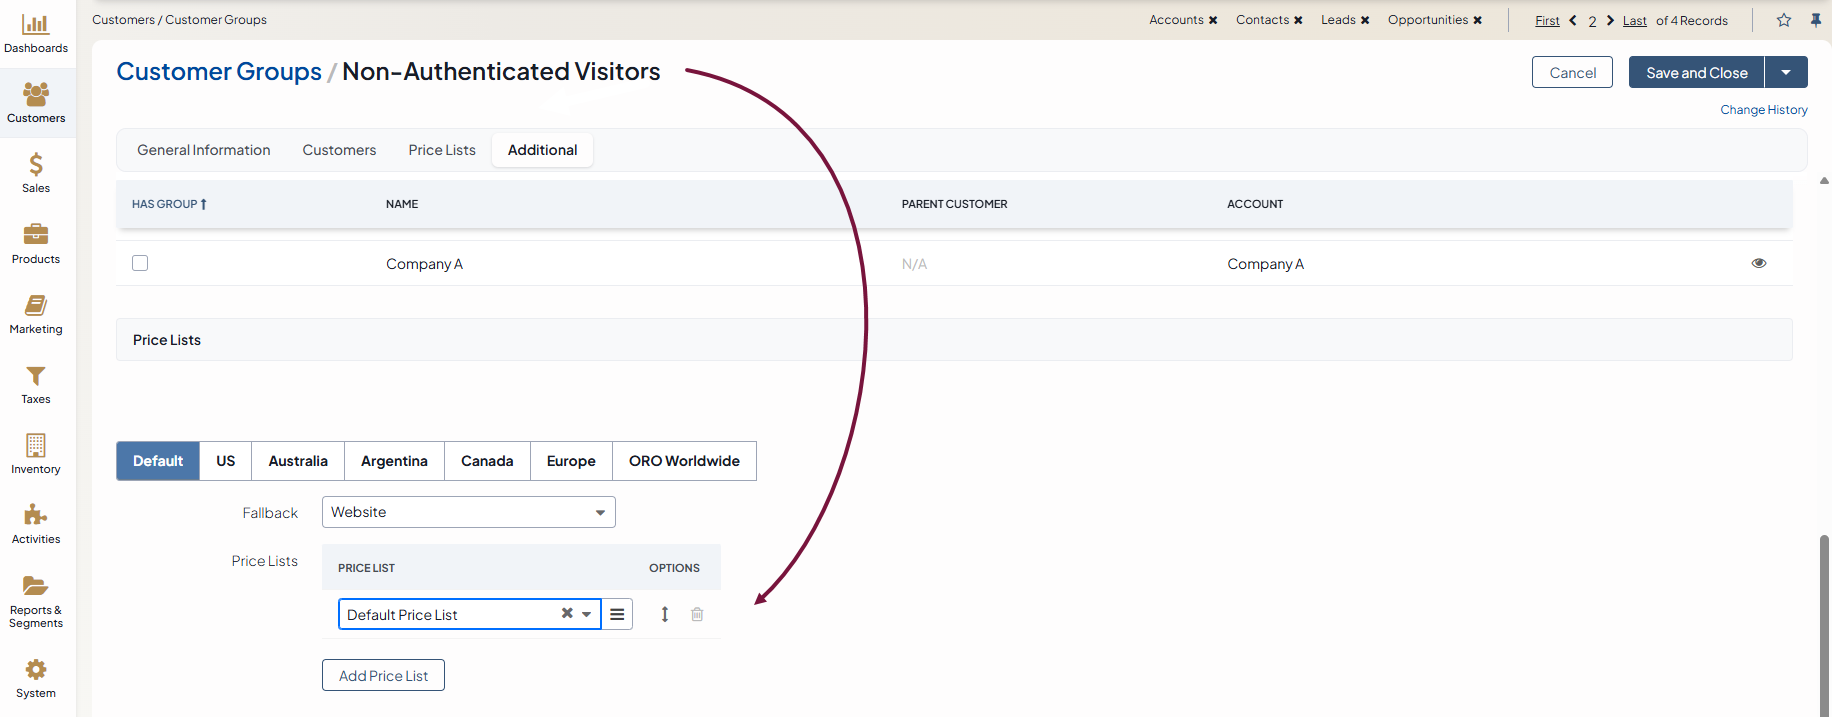 Customers / Customer Groups
Accounts × Contacts × Leads × Opportunities × First 2 Last of 4 Records
Dashboards
Customers
Sales
Products
Marketing
Taxes
Inventory
Activities
Reports &
Segments
System
Customer Groups / Non-Authenticated Visitors
Cancel Save and Close
Change History
General Information Customers Price Lists Additional
HAS GROUP NAME PARENT CUSTOMER ACCOUNT
Company A N/A Company A
Price Lists
Default US Australia Argentina Canada Europe ORO Worldwide
Fallback Website
Price Lists PRICE LIST OPTIONS
Default Price List
Add Price List